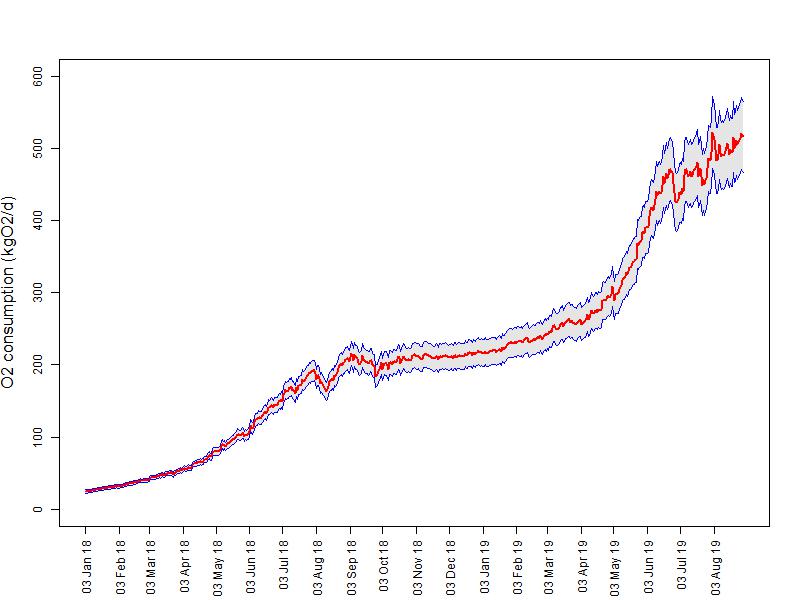 O2 consumption (kgO2/d)
600
500
400
300
200
100
0
03 Jan 18
03 Feb 18
03 Mar 18
03 Apr 18
03 May 18
03 Jun 18
03 Jul 18
03 Aug 18
03 Sep 18
03 Oct 18
03 Nov 18
03 Dec 18
03 Jan 19
03 Feb 19
03 Mar 19
03 Apr 19
03 May 19
03 Jun 19
03 Jul 19
03 Aug 19